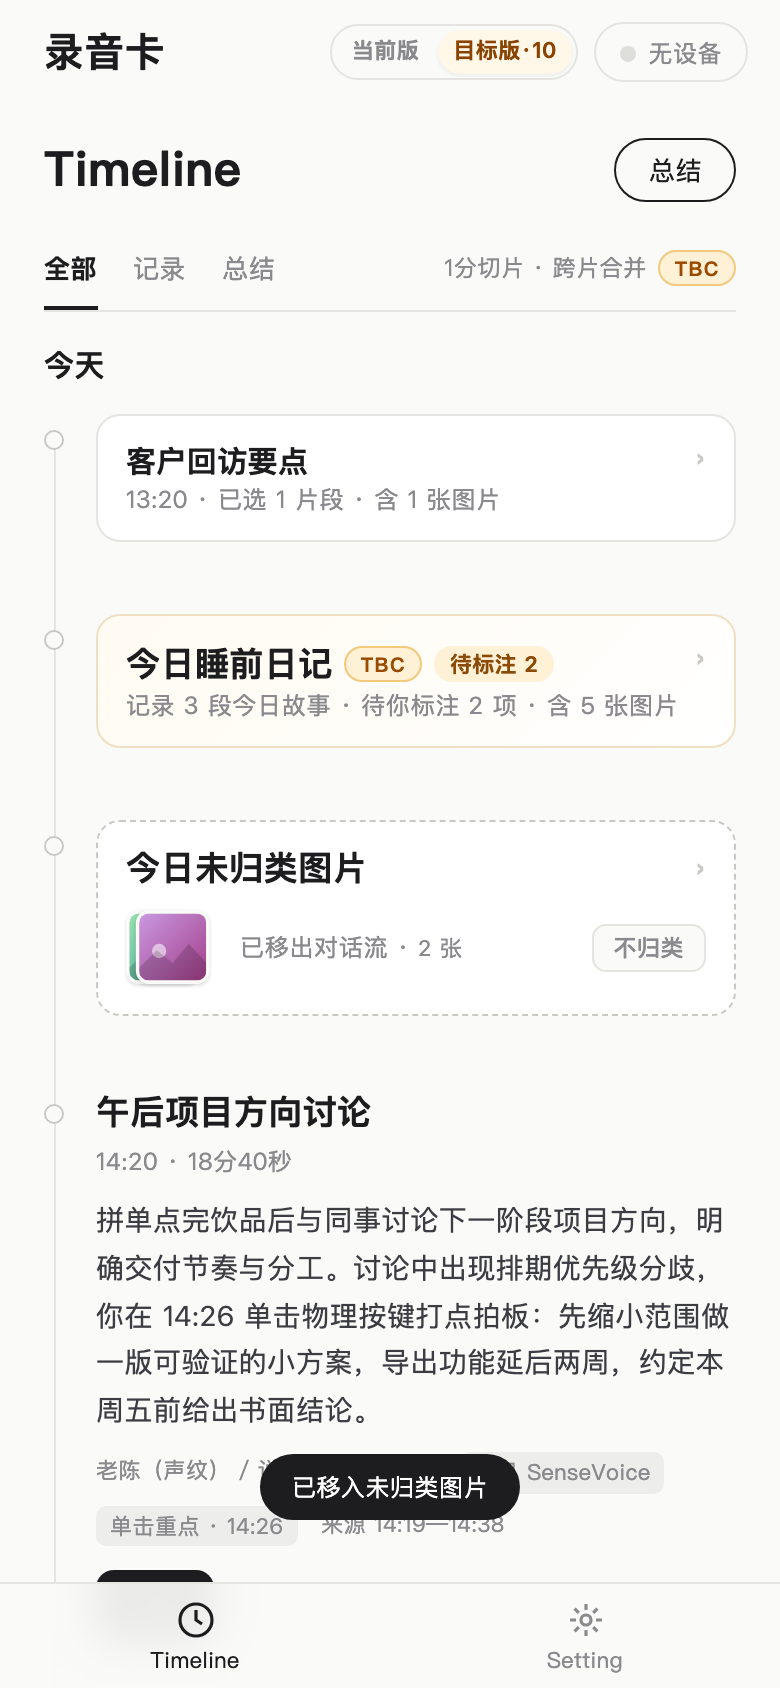 录音卡
当前版 目标版·10 无设备
Timeline
总结
全部 记录 总结 1分切片 · 跨片合并 TBC
今天
客户回访要点
13:20 · 已选 1 片段 · 含 1 张图片
今日睡前日记 TBC 待标注 2
记录 3 段今日故事 · 待你标注 2 项 · 含 5 张图片
今日未归类图片
已移出对话流 · 2 张 不归类
午后项目方向讨论
14:20 · 18分40秒
拼单点完饮品后与同事讨论下一阶段项目方向，明
确交付节奏与分工。讨论中出现排期优先级分歧，
你在 14:26 单击物理按键打点拍板：先缩小范围做
一版可验证的小方案，导出功能延后两周，约定本
周五前给出书面结论。
老陈（声纹） / SenseVoice
已移入未归类图片
单击重点 · 14:26 来源 14:19—14:38
Timeline Setting